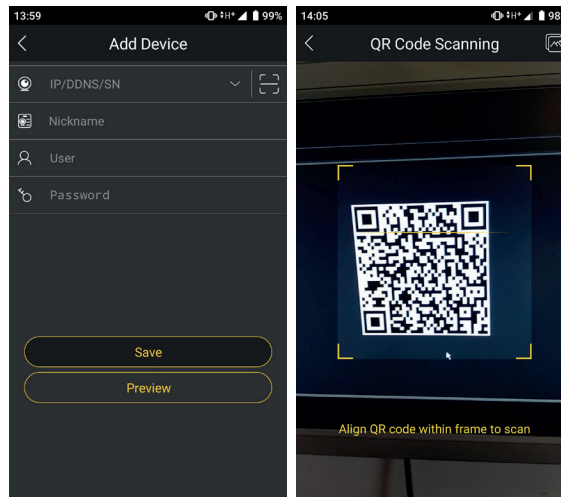 13:59
H+
99%
Add Device
IP/DDNS/SN
Nickname
User
Password
Save
Preview
14:05
H+
98
QR Code Scanning
Align QR code within frame to scan